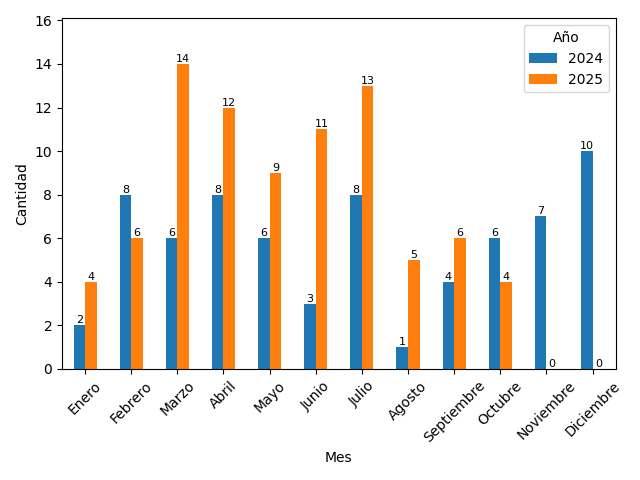 16
14
12
10
8
6
4
2
0
Cantidad
Año
2024
2025
2 4
8 6
6 14
8 12
6 9
3 11
8 13
1 5
4 6
6 4
7 0
10 0
Enero
Febrero
Marzo
Abril
Mayo
Junio
Julio
Agosto
Septiembre
Octubre
Noviembre
Diciembre
Mes